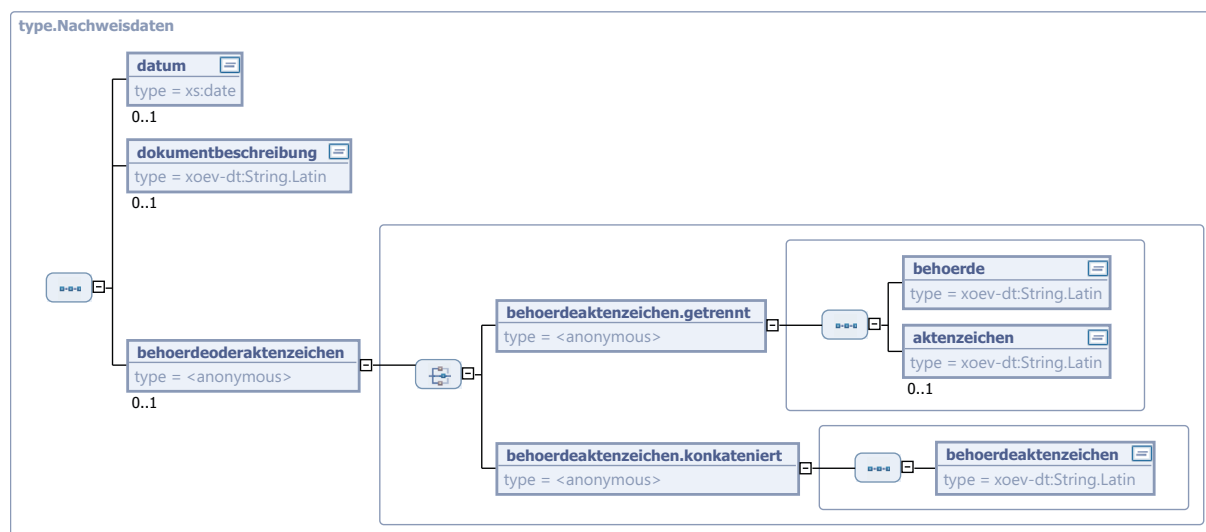 type.Nachweisdaten
datum
type = xs:date
0..1
dokumentbeschreibung
type = xoev-dt:String.Latin
0..1
behoerdeoderaktenzeichen
type = <anonymous>
0..1
behoerdeaktenzeichen.getrennt
type = <anonymous>
behoerde
type = xoev-dt:String.Latin
aktenzeichen
type = xoev-dt:String.Latin
0..1
behoerdeaktenzeichen.konkateniert
type = <anonymous>
behoerdeaktenzeichen
type = xoev-dt:String.Latin